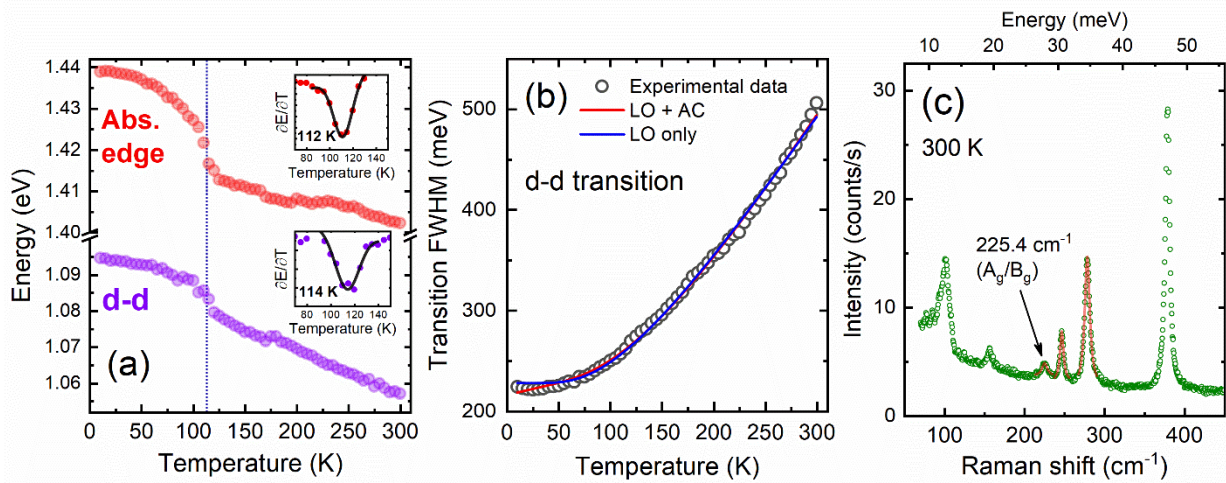 (a)
Energy (eV)
1.44
1.43
1.42
1.41
1.40
1.09
1.08
1.07
1.06
Abs.
edge
d-d
∂E/∂T
112 K
80 100 120 140
Temperature (K)
∂E/∂T
114 K
80 100 120 140
Temperature (K)
0 50 100 150 200 250 300
Temperature (K)
(b)
Transition FWHM (meV)
500
400
300
200
Experimental data
LO + AC
LO only
d-d transition
0 50 100 150 200 250 300
Temperature (K)
(c)
Energy (meV)
10 20 30 40 50
Intensity (counts/s)
30
20
10
0
300 K
225.4 cm⁻¹
(Ag/Bg)
100 200 300 400
Raman shift (cm⁻¹)